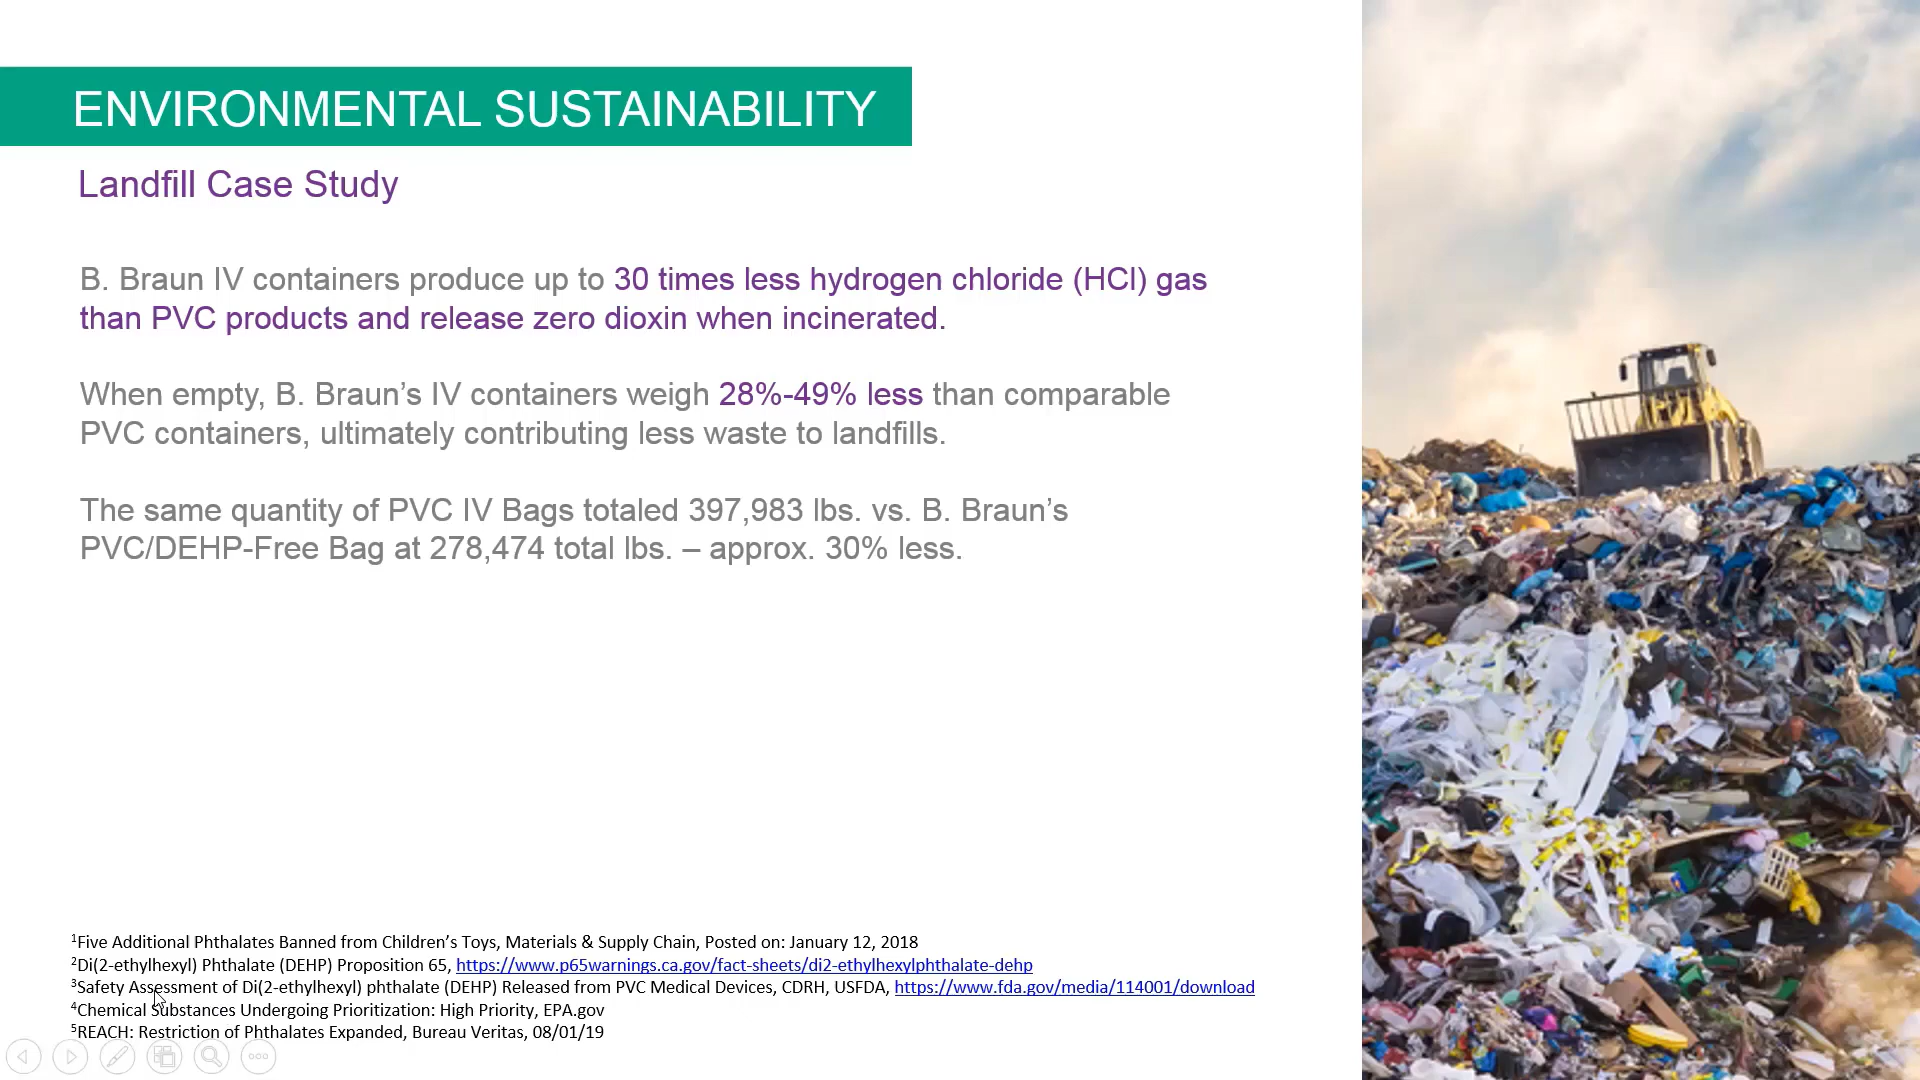 ENVIRONMENTAL SUSTAINABILITY
Landfill Case Study
B. Braun IV containers produce up to 30 times less hydrogen chloride (HCl) gas
than PVC products and release zero dioxin when incinerated.
When empty, B. Braun’s IV containers weigh 28%-49% less than comparable
PVC containers, ultimately contributing less waste to landfills.
The same quantity of PVC IV Bags totaled 397,983 lbs. vs. B. Braun’s
PVC/DEHP-Free Bag at 278,474 total lbs. – approx. 30% less.
¹Five Additional Phthalates Banned from Children’s Toys, Materials & Supply Chain, Posted on: January 12, 2018
²Di(2-ethylhexyl) Phthalate (DEHP) Proposition 65, https://www.p65warnings.ca.gov/fact-sheets/di2-ethylhexylphthalate-dehp
³Safety Assessment of Di(2-ethylhexyl) phthalate (DEHP) Released from PVC Medical Devices, CDRH, USFDA, https://www.fda.gov/media/114001/download
⁴Chemical Substances Undergoing Prioritization: High Priority, EPA.gov
⁵REACH: Restriction of Phthalates Expanded, Bureau Veritas, 08/01/19